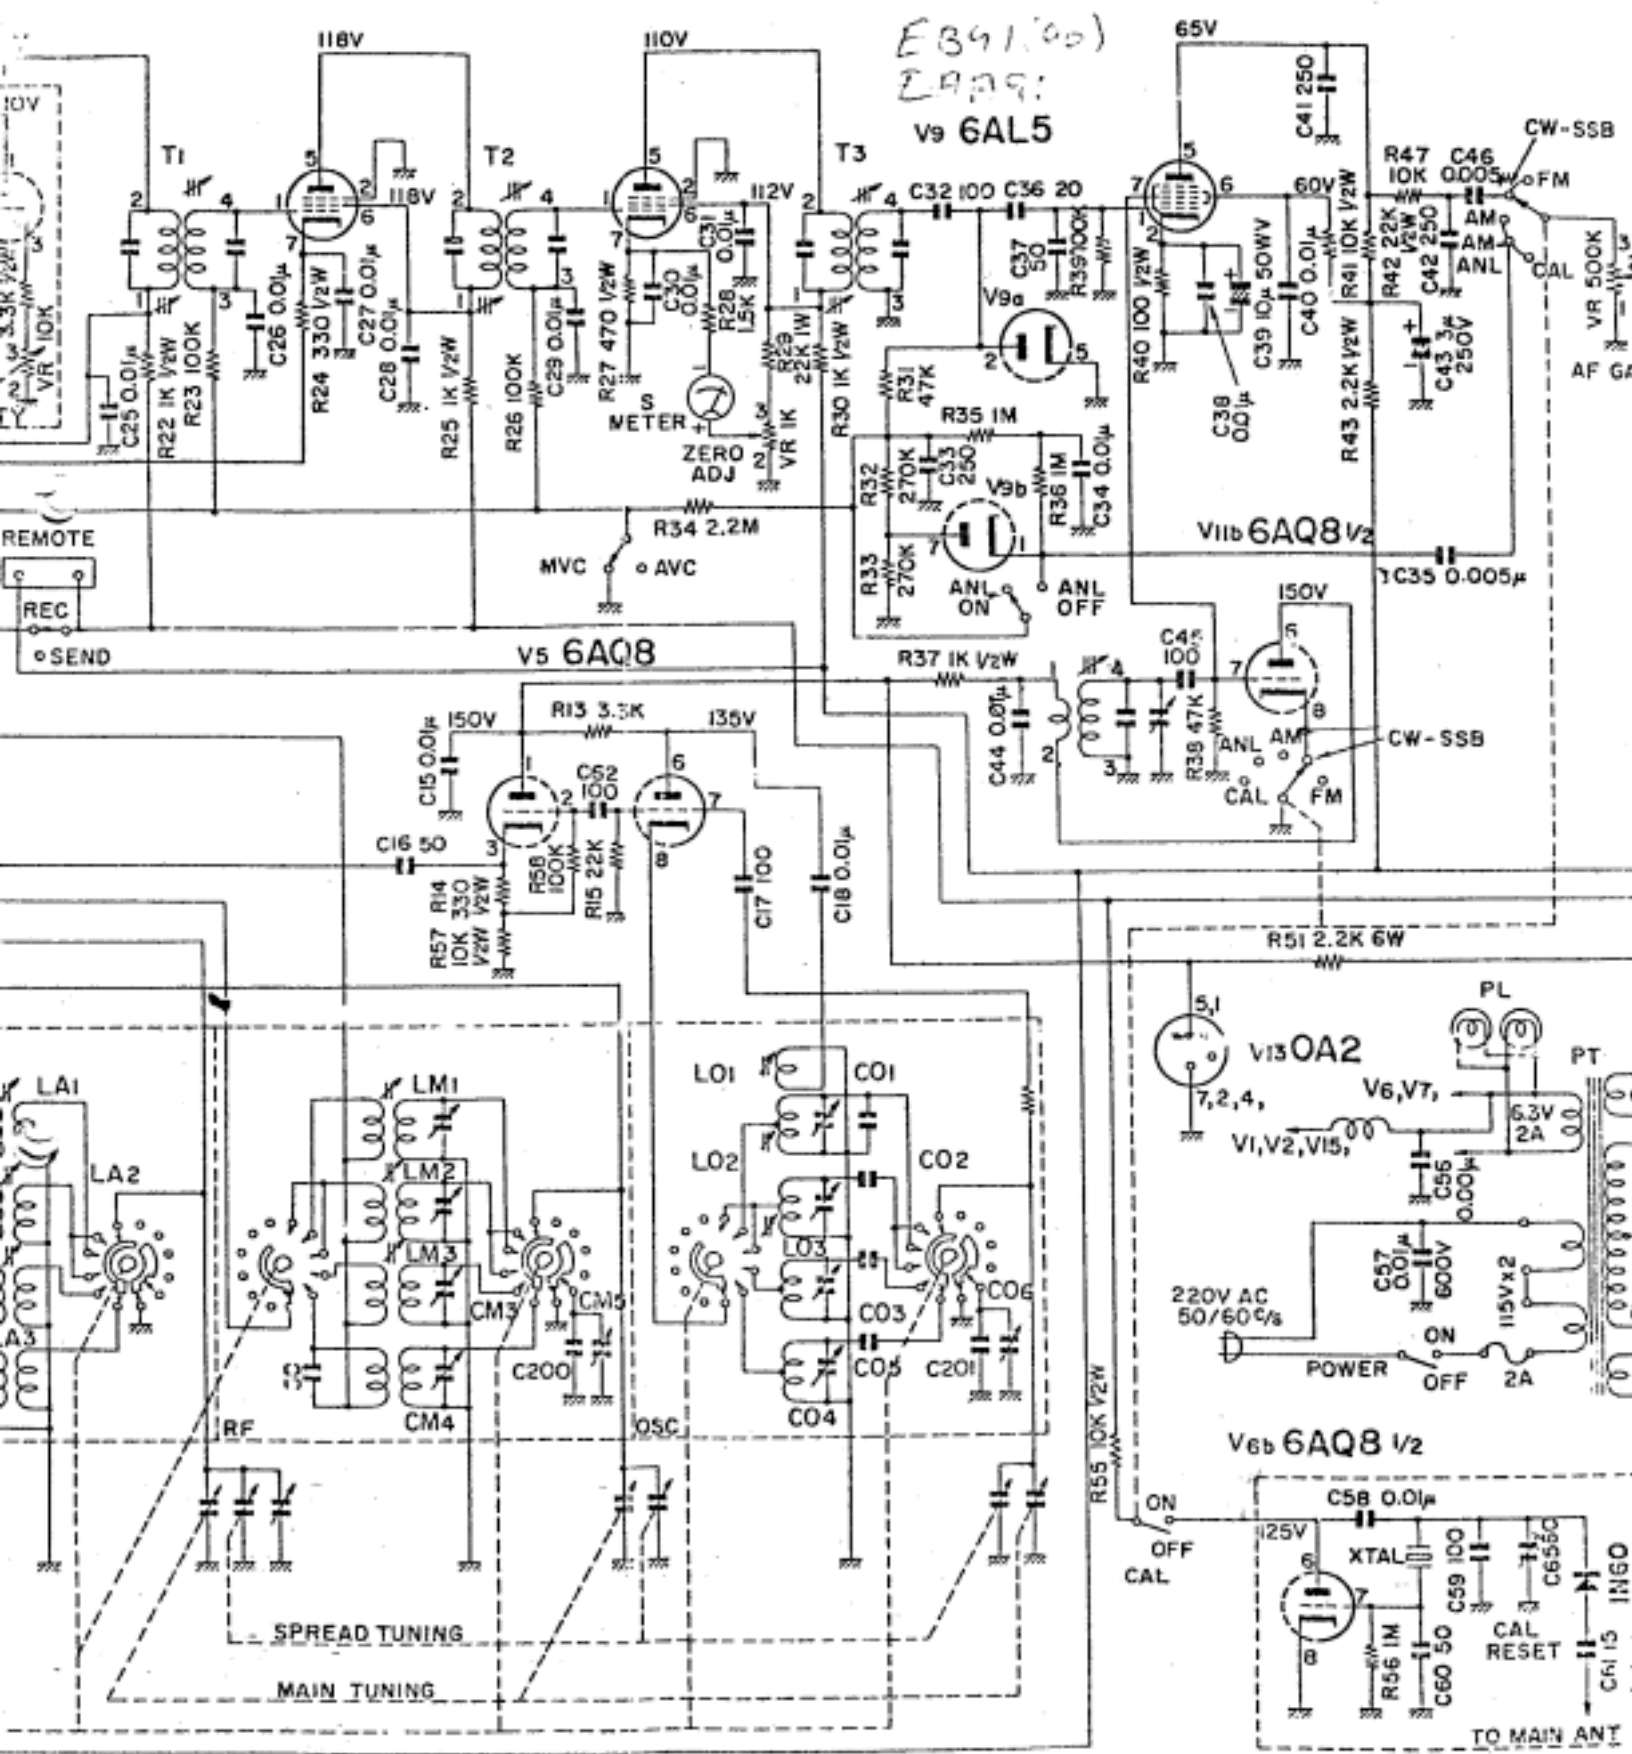 118V
110V
EB91
65V
V9 6AL5
C41 250
CW-SSB
T1
T2
T3
R47 10K
C46 0.005
FM
118V
112V
C32 100
C36 20
60V
AM
AM
ANL
CAL
C31 0.01μ
C37 50
R39 100K
R40 100 1/2W
C39 10μ 50WV
C40 0.01μ
R41 10K 1/2W
R42 22K 1/2W
C42 250
VR 500K
VR 10K
C25 0.01μ
R22 1K 1/2W
R23 100K
C26 0.01μ
R24 330 1/2W
C27 0.01μ
C28 0.01μ
R25 1K 1/2W
R26 100K
C29 0.01μ
R27 470 1/2W
C30 0.01μ
R28 1.5K
R29 22K 1W
R30 1K 1/2W
V9a
R31 47K
C38 0.01μ
R43 2.2K 1/2W
C43 3μ 250V
AF GA
S METER
ZERO ADJ
VR 1K
R35 1M
R32 270K
C33 250
V9b
R36 1M
C34 0.01μ
R34 2.2M
V11b 6AQ8 1/2
REMOTE
MVC
AVC
R33 270K
ANL ON
ANL OFF
C35 0.005μ
REC
SEND
150V
V5 6AQ8
R37 1K 1/2W
C45 100
C15 0.01μ
150V
R13 3.3K
135V
C44 0.01μ
R38 47K
ANL
AM
CW-SSB
CAL
FM
C62 100
C16 50
R57 10K 1/2W
R14 330 1/2W
R58 100K
R15 22K
C17 100
C18 0.01μ
R51 2.2K 6W
5,1
V13 0A2
7,2,4,
PL
PT
V6,V7,
V1,V2,V15,
6.3V 2A
C56 0.001μ
LA1
LM1
LO1
CO1
LA2
LM2
LO2
CO2
LM3
LO3
CM3
CM5
CO3
CO6
C57 0.01μ 600V
115Vx2
220V AC
50/60 C/s
POWER
ON
OFF
2A
C200
CO5
C201
RF
CM4
OSC
CO4
R55 10K 1/2W
V6b 6AQ8 1/2
C58 0.01μ
ON
OFF
CAL
125V
XTAL
C59 100
1N60
R56 1M
C60 50
CAL RESET
C61 15
SPREAD TUNING
MAIN TUNING
TO MAIN ANT